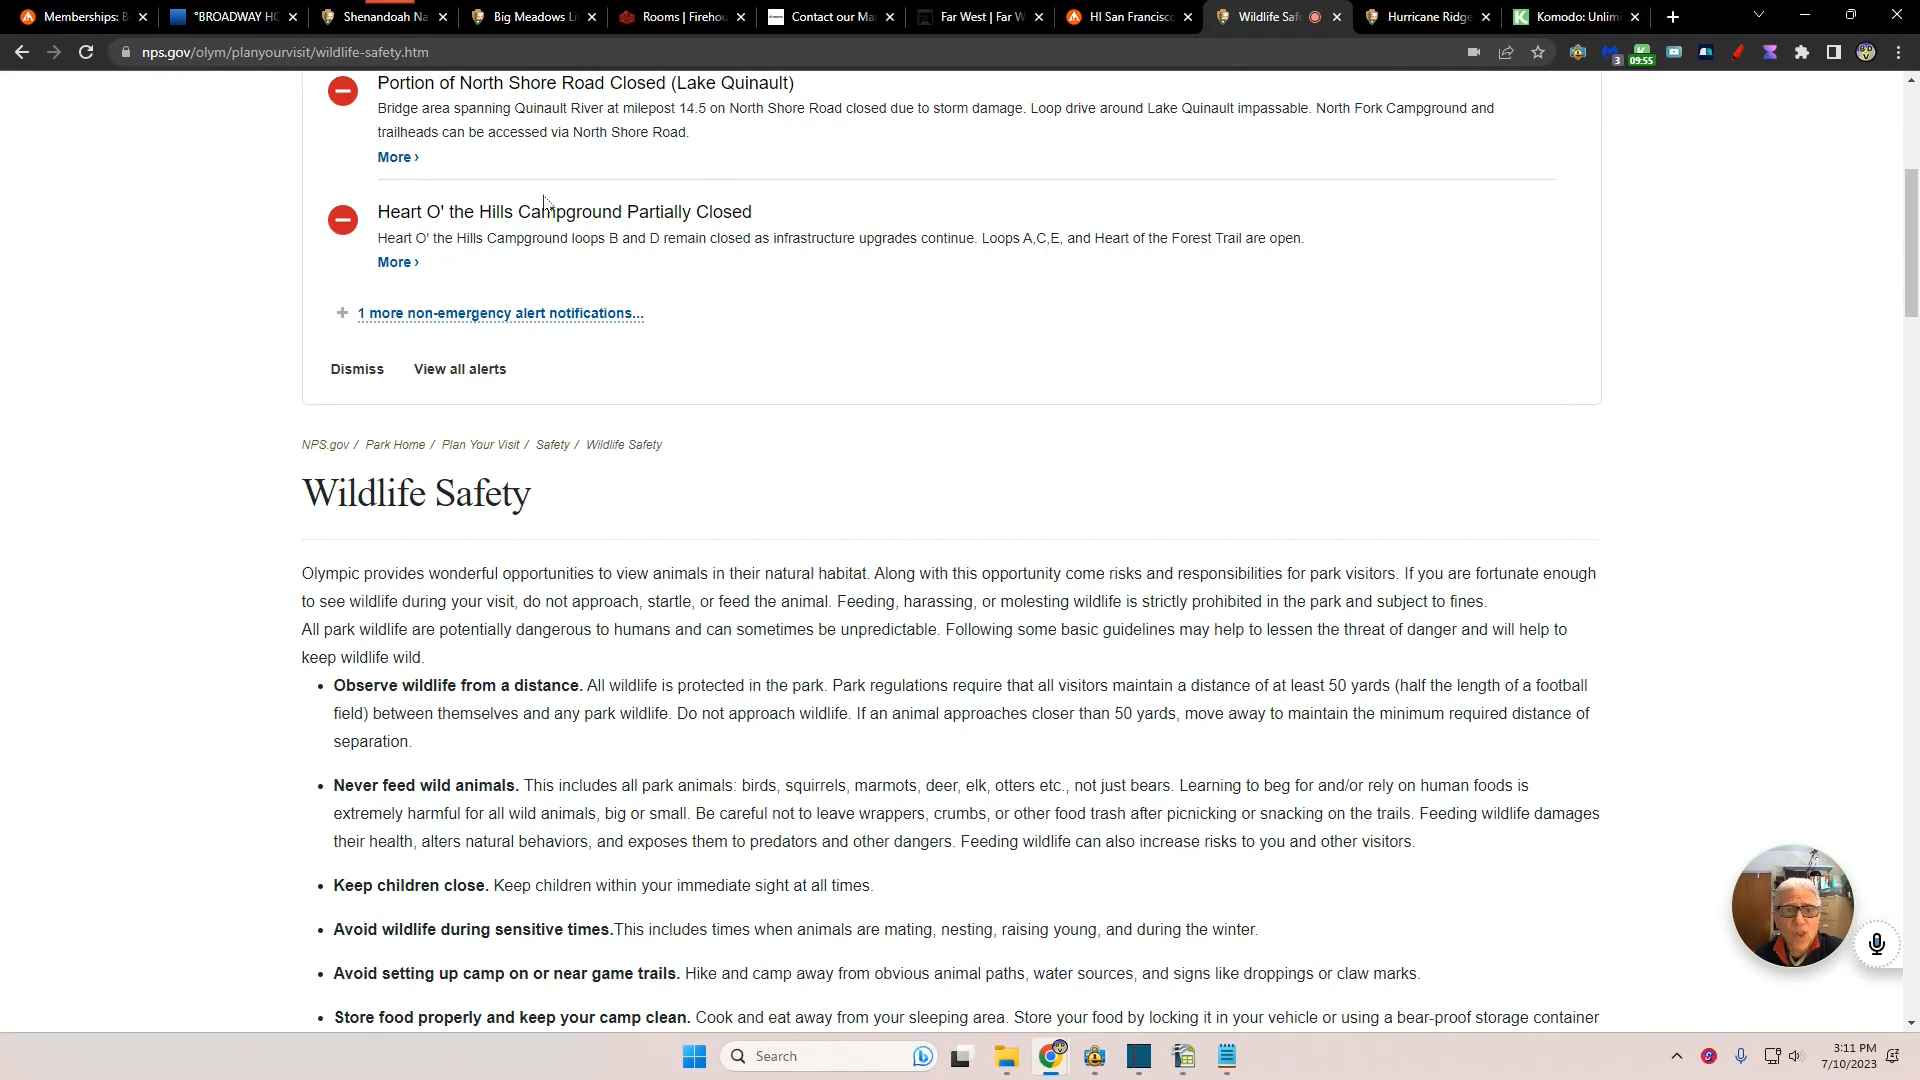 Memberships: B
°BROADWAY HO
Shenandoah Na
Big Meadows L
Rooms | Firehou
Contact our Ma
Far West | Far W
HI San Francisc
Wildlife Safe
Hurricane Ridge
Komodo: Unlim
nps.gov/olym/planyourvisit/wildlife-safety.htm
3
09:55
Portion of North Shore Road Closed (Lake Quinault)
Bridge area spanning Quinault River at milepost 14.5 on North Shore Road closed due to storm damage. Loop drive around Lake Quinault impassable. North Fork Campground and
trailheads can be accessed via North Shore Road.
More ›
Heart O' the Hills Campground Partially Closed
Heart O' the Hills Campground loops B and D remain closed as infrastructure upgrades continue. Loops A,C,E, and Heart of the Forest Trail are open.
More ›
1 more non-emergency alert notifications...
Dismiss View all alerts
NPS.gov / Park Home / Plan Your Visit / Safety / Wildlife Safety
Wildlife Safety
Olympic provides wonderful opportunities to view animals in their natural habitat. Along with this opportunity come risks and responsibilities for park visitors. If you are fortunate enough
to see wildlife during your visit, do not approach, startle, or feed the animal. Feeding, harassing, or molesting wildlife is strictly prohibited in the park and subject to fines.
All park wildlife are potentially dangerous to humans and can sometimes be unpredictable. Following some basic guidelines may help to lessen the threat of danger and will help to
keep wildlife wild.
• Observe wildlife from a distance. All wildlife is protected in the park. Park regulations require that all visitors maintain a distance of at least 50 yards (half the length of a football
field) between themselves and any park wildlife. Do not approach wildlife. If an animal approaches closer than 50 yards, move away to maintain the minimum required distance of
separation.
• Never feed wild animals. This includes all park animals: birds, squirrels, marmots, deer, elk, otters etc., not just bears. Learning to beg for and/or rely on human foods is
extremely harmful for all wild animals, big or small. Be careful not to leave wrappers, crumbs, or other food trash after picnicking or snacking on the trails. Feeding wildlife damages
their health, alters natural behaviors, and exposes them to predators and other dangers. Feeding wildlife can also increase risks to you and other visitors.
• Keep children close. Keep children within your immediate sight at all times.
• Avoid wildlife during sensitive times.This includes times when animals are mating, nesting, raising young, and during the winter.
• Avoid setting up camp on or near game trails. Hike and camp away from obvious animal paths, water sources, and signs like droppings or claw marks.
• Store food properly and keep your camp clean. Cook and eat away from your sleeping area. Store your food by locking it in your vehicle or using a bear-proof storage container
Search
3:11 PM
7/10/2023